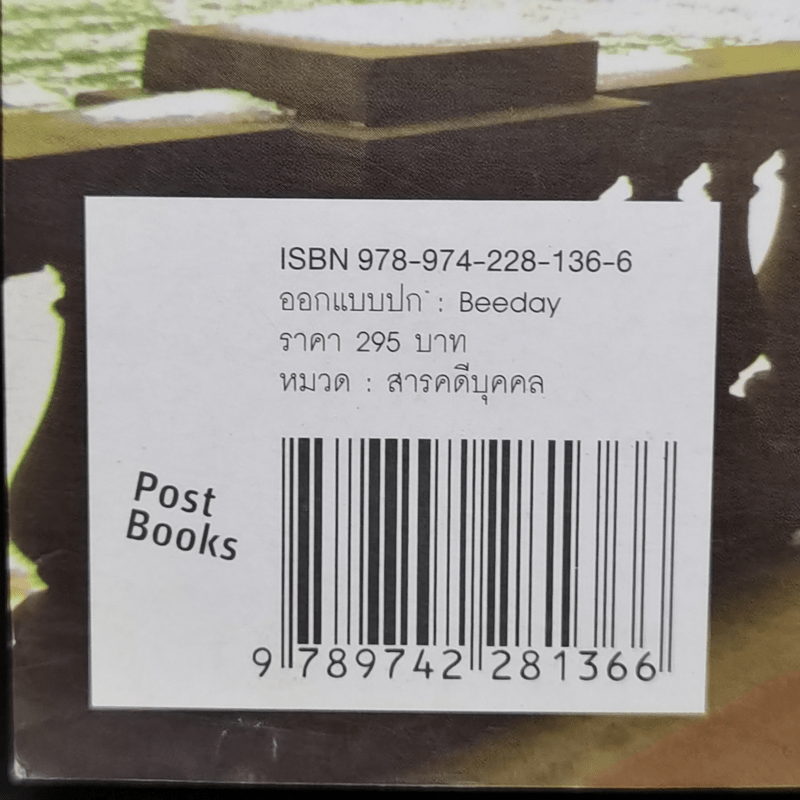 ISBN 978-974-228-136-6
ออกแบบปก : Beeday
ราคา 295 บาท
หมวด : สารคดีบุคคล
Post
Books
9 789742 281366